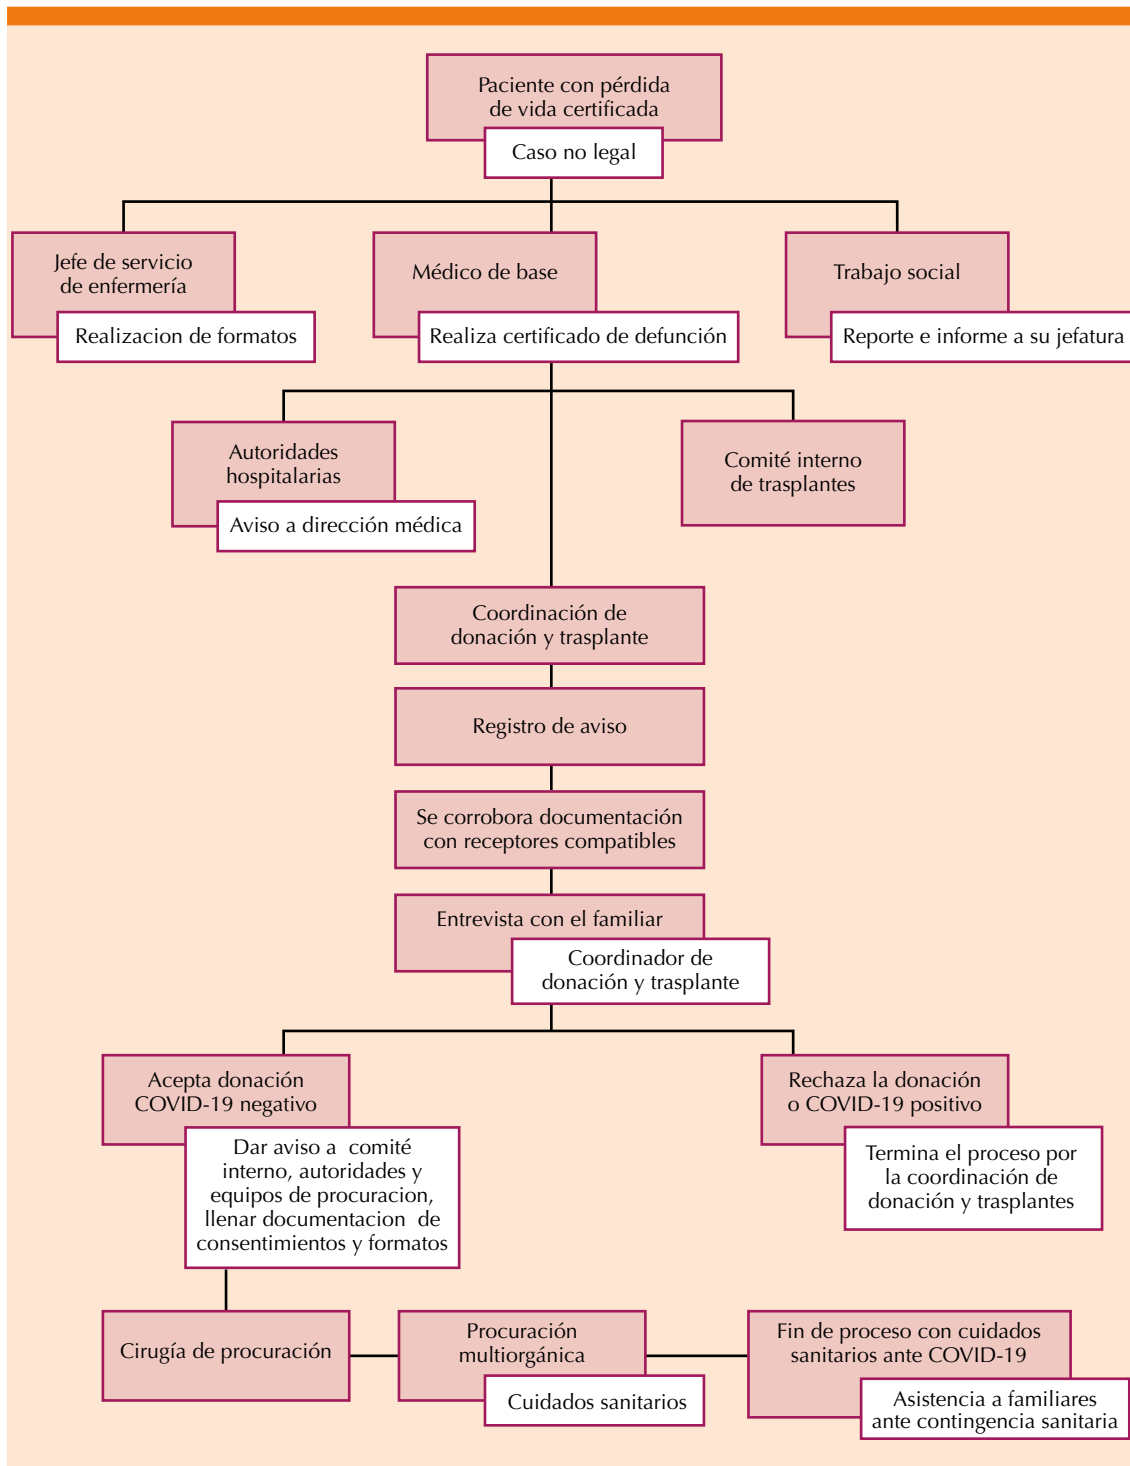 Paciente con pérdida
de vida certificada
Caso no legal
Jefe de servicio
de enfermería
Realizacion de formatos
Médico de base
Realiza certificado de defunción
Trabajo social
Reporte e informe a su jefatura
Autoridades
hospitalarias
Aviso a dirección médica
Comité interno
de trasplantes
Coordinación de
donación y trasplante
Registro de aviso
Se corrobora documentación
con receptores compatibles
Entrevista con el familiar
Coordinador de
donación y trasplante
Acepta donación
COVID-19 negativo
Dar aviso a comité
interno, autoridades y
equipos de procuracion,
llenar documentacion de
consentimientos y formatos
Rechaza la donación
o COVID-19 positivo
Termina el proceso por
la coordinación de
donación y trasplantes
Cirugía de procuración
Procuración
multiorgánica
Cuidados sanitarios
Fin de proceso con cuidados
sanitarios ante COVID-19
Asistencia a familiares
ante contingencia sanitaria